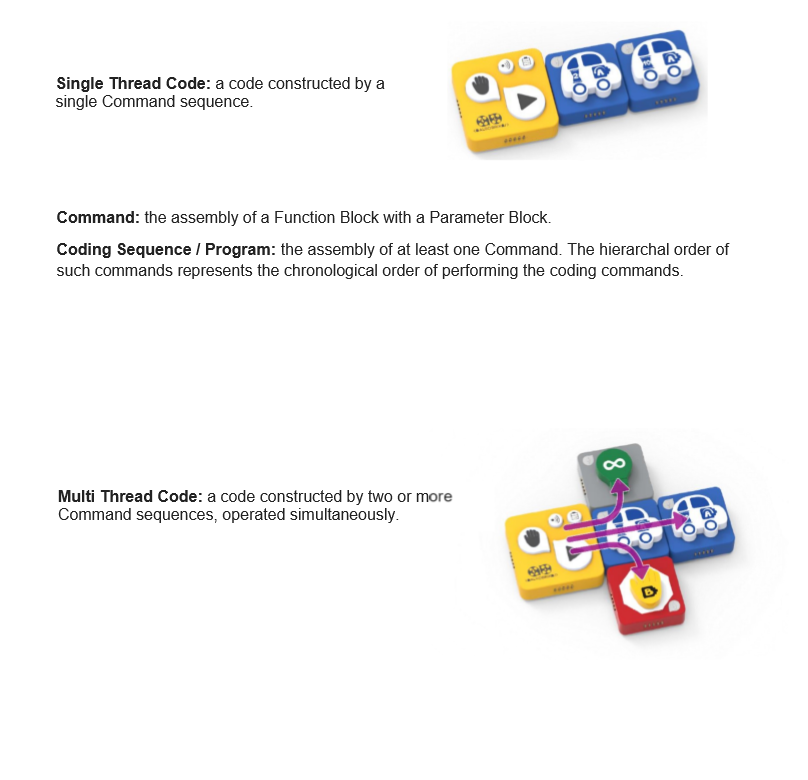 Single Thread Code: a code constructed by a
single Command sequence.
Command: the assembly of a Function Block with a Parameter Block.
Coding Sequence / Program: the assembly of at least one Command. The hierarchal order of
such commands represents the chronological order of performing the coding commands.
Multi Thread Code: a code constructed by two or more
Command sequences, operated simultaneously.
∞
A
B